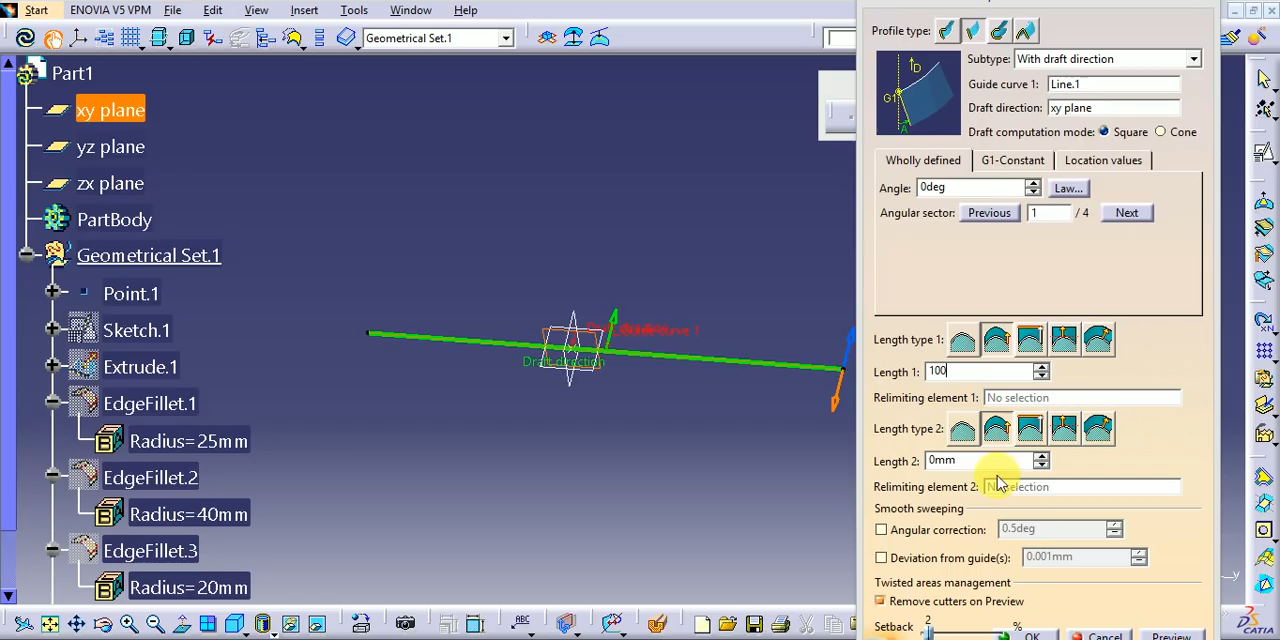 Start ENOVIA V5 VPM File Edit View Insert Tools Window Help
Geometrical Set.1
Part1
xy plane
yz plane
zx plane
PartBody
Geometrical Set.1
Point.1
Sketch.1
Extrude.1
EdgeFillet.1
Radius=25mm
EdgeFillet.2
Radius=40mm
EdgeFillet.3
Radius=20mm
Draft direction
Profile type:
Subtype: With draft direction
Guide curve 1: Line.1
Draft direction: xy plane
Draft computation mode: Square Cone
D
G1
A
Wholly defined G1-Constant Location values
Angle: 0deg Law...
Angular sector: Previous 1 / 4 Next
Length type 1:
Length 1: 100
Relimiting element 1: No selection
Length type 2:
Length 2: 0mm
Relimiting element 2: No selection
Smooth sweeping
Angular correction: 0.5deg
Deviation from guide(s): 0.001mm
Twisted areas management
Remove cutters on Preview
Setback 2 %
OK Cancel Preview
ABC
CATIA